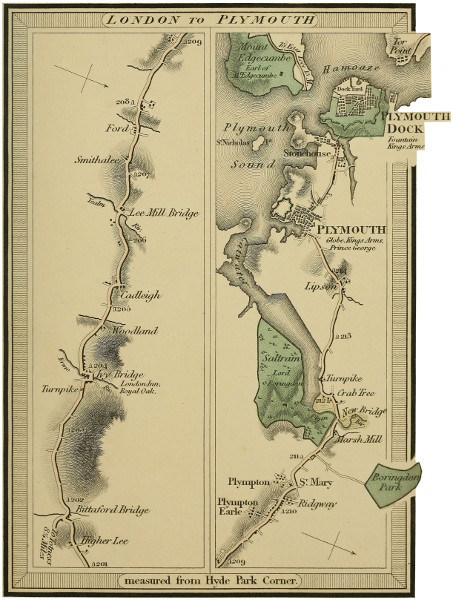 LONDON TO PLYMOUTH
209
208½
Ford
Smithalee
207
Yealm
Lee Mill Bridge
Riv.
206
Cadleigh
Woodland
204
Ivy Bridge
London Inn,
Royal Oak.
Turnpike
203
202
Bittaford Bridge
Higher Lee
201
Mount
Edgecumbe
Earl of
Mt. Edgecumbe
Hamoaze
Tor
Point
Dock Yard
PLYMOUTH
DOCK
Fountain
Kings Arms
Plymouth
Sound
St. Nicholas I.
Stonehouse
PLYMOUTH
Globe, Kings Arms,
Prince George
Lipson
213
Saltram
Lord
Boringdon
Turnpike
Crab Tree
New Bridge
Marsh Mill
211
Boringdon
Park
Plympton
St. Mary
Plympton
Earle
Ridgway
210
209
measured from Hyde Park Corner.